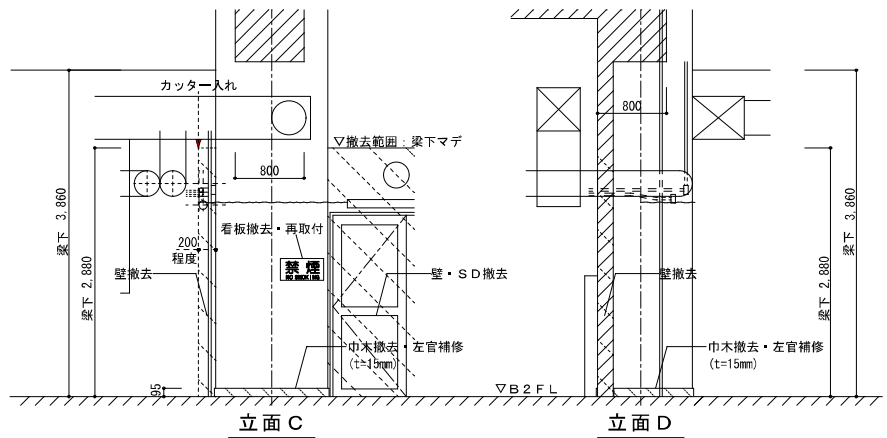 カッター入れ
▽撤去範囲：梁下マデ
800
800
梁下 3,860
梁下 2,880
200
程度
壁撤去
看板撤去・再取付
禁煙
NO SMOKING
壁・SD撤去
巾木撤去・左官補修
(t=15mm)
95
▽B2FL
立面C
壁撤去
巾木撤去・左官補修
(t=15mm)
梁下 2,880
梁下 3,860
立面D